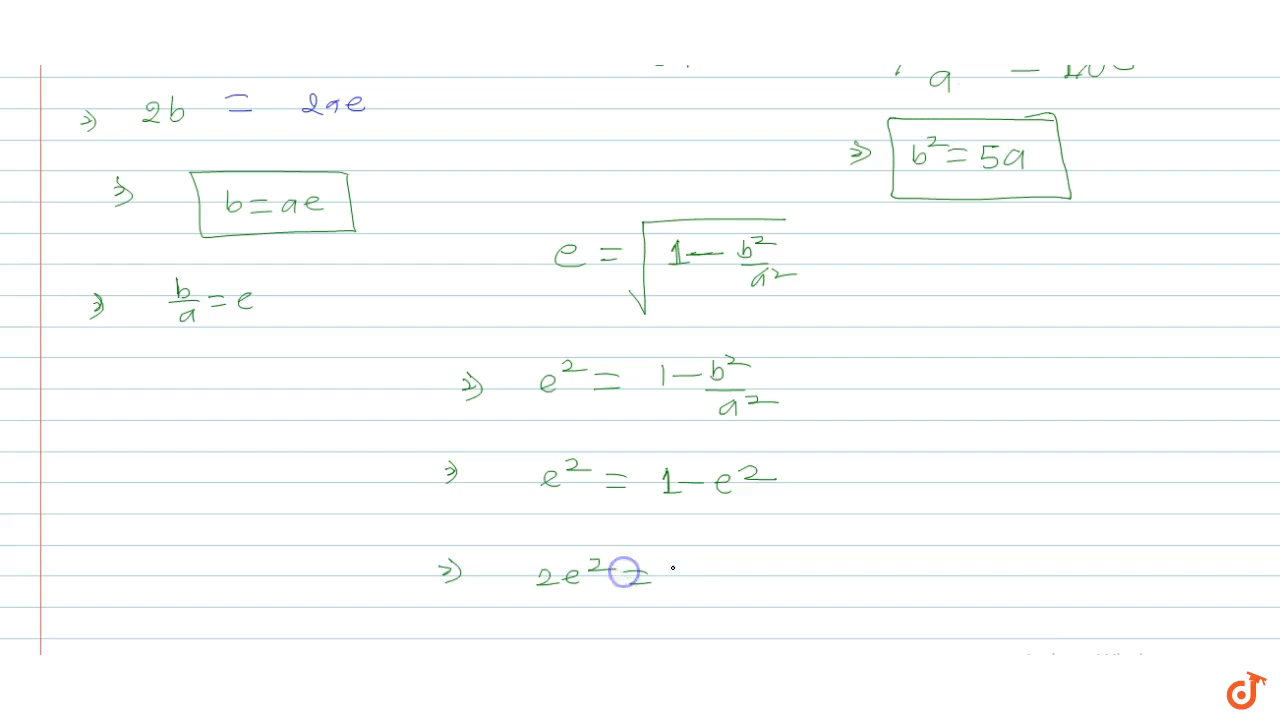 ⇒ 2b = 2ae
⇒ b = ae
⇒ b/a = e
a =
⇒ b² = 5a
e = √(1 - b²/a²)
⇒ e² = 1 - b²/a²
⇒ e² = 1 - e²
⇒ 2e² =